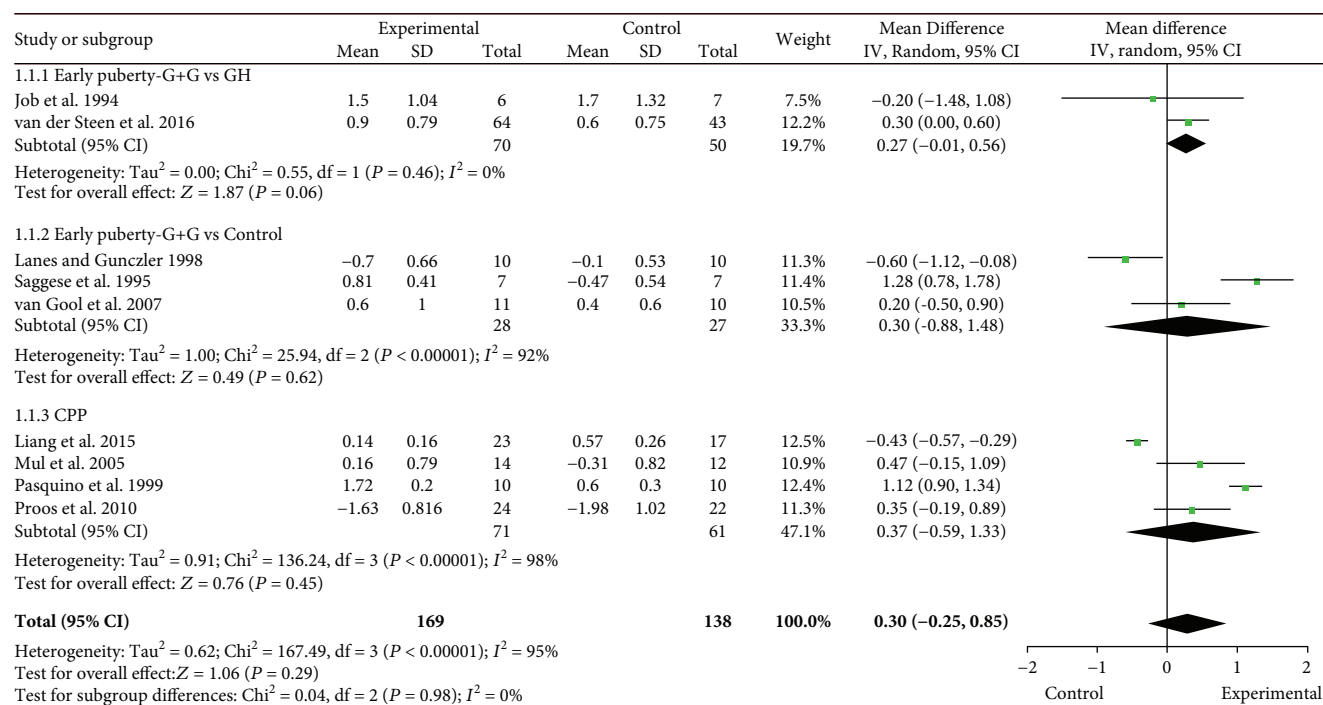 Study or subgroup Experimental Control Weight Mean Difference Mean difference
Mean SD Total Mean SD Total IV, Random, 95% CI IV, random, 95% CI
1.1.1 Early puberty-G+G vs GH
Job et al. 1994 1.5 1.04 6 1.7 1.32 7 7.5% −0.20 (−1.48, 1.08)
van der Steen et al. 2016 0.9 0.79 64 0.6 0.75 43 12.2% 0.30 (0.00, 0.60)
Subtotal (95% CI) 70 50 19.7% 0.27 (−0.01, 0.56)
Heterogeneity: Tau² = 0.00; Chi² = 0.55, df = 1 (P = 0.46); I² = 0%
Test for overall effect: Z = 1.87 (P = 0.06)
1.1.2 Early puberty-G+G vs Control
Lanes and Gunczler 1998 −0.7 0.66 10 −0.1 0.53 10 11.3% −0.60 (−1.12, −0.08)
Saggese et al. 1995 0.81 0.41 7 −0.47 0.54 7 11.4% 1.28 (0.78, 1.78)
van Gool et al. 2007 0.6 1 11 0.4 0.6 10 10.5% 0.20 (-0.50, 0.90)
Subtotal (95% CI) 28 27 33.3% 0.30 (-0.88, 1.48)
Heterogeneity: Tau² = 1.00; Chi² = 25.94, df = 2 (P < 0.00001); I² = 92%
Test for overall effect: Z = 0.49 (P = 0.62)
1.1.3 CPP
Liang et al. 2015 0.14 0.16 23 0.57 0.26 17 12.5% −0.43 (−0.57, −0.29)
Mul et al. 2005 0.16 0.79 14 −0.31 0.82 12 10.9% 0.47 (−0.15, 1.09)
Pasquino et al. 1999 1.72 0.2 10 0.6 0.3 10 12.4% 1.12 (0.90, 1.34)
Proos et al. 2010 −1.63 0.816 24 −1.98 1.02 22 11.3% 0.35 (−0.19, 0.89)
Subtotal (95% CI) 71 61 47.1% 0.37 (−0.59, 1.33)
Heterogeneity: Tau² = 0.91; Chi² = 136.24, df = 3 (P < 0.00001); I² = 98%
Test for overall effect: Z = 0.76 (P = 0.45)
Total (95% CI) 169 138 100.0% 0.30 (−0.25, 0.85)
Heterogeneity: Tau² = 0.62; Chi² = 167.49, df = 3 (P < 0.00001); I² = 95%
Test for overall effect:Z = 1.06 (P = 0.29)
Test for subgroup differences: Chi² = 0.04, df = 2 (P = 0.98); I² = 0%
−2 −1 0 1 2
Control Experimental